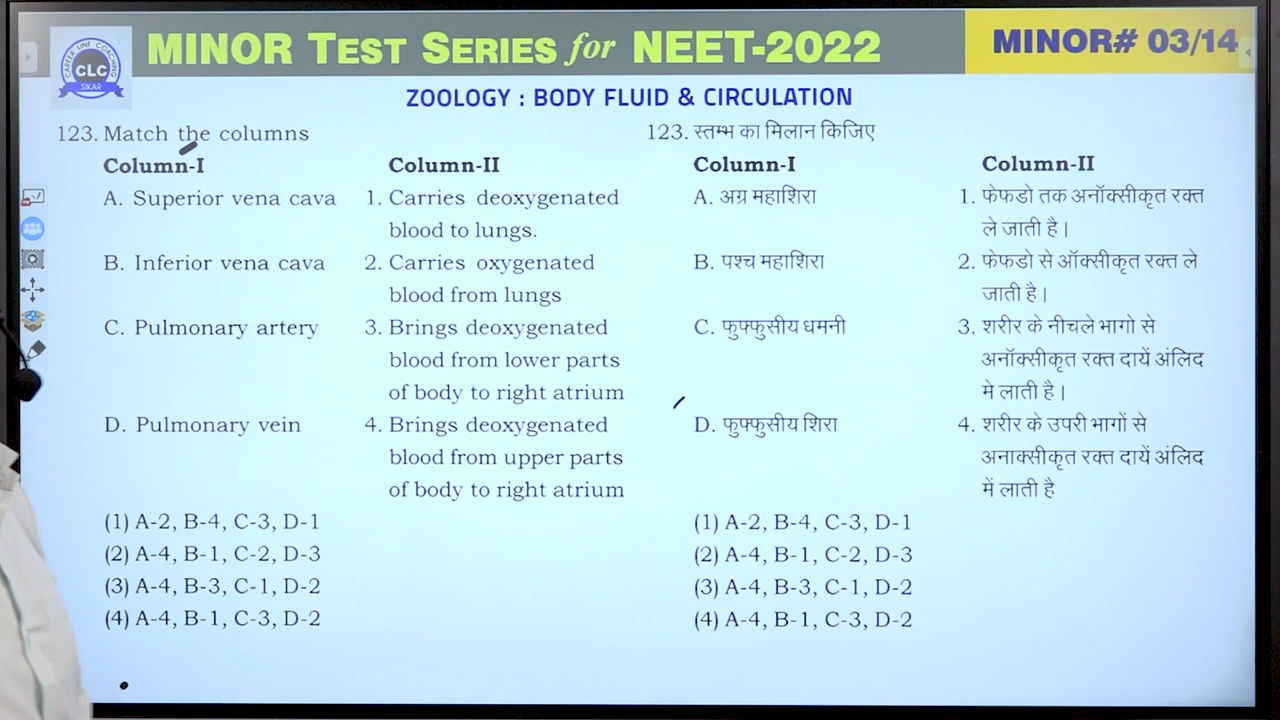 CAREER LINE COACHING
CLC
SIKAR
MINOR TEST SERIES for NEET-2022
MINOR# 03/14
ZOOLOGY : BODY FLUID & CIRCULATION
123. Match the columns
Column-I Column-II
A. Superior vena cava 1. Carries deoxygenated
blood to lungs.
B. Inferior vena cava 2. Carries oxygenated
blood from lungs
C. Pulmonary artery 3. Brings deoxygenated
blood from lower parts
of body to right atrium
D. Pulmonary vein 4. Brings deoxygenated
blood from upper parts
of body to right atrium
(1) A-2, B-4, C-3, D-1
(2) A-4, B-1, C-2, D-3
(3) A-4, B-3, C-1, D-2
(4) A-4, B-1, C-3, D-2
123. स्तम्भ का मिलान किजिए
Column-I Column-II
A. अग्र महाशिरा 1. फेफडो तक अनॉक्सीकृत रक्त
ले जाती है।
B. पश्च महाशिरा 2. फेफडो से ऑक्सीकृत रक्त ले
जाती है।
C. फुफ्फुसीय धमनी 3. शरीर के नीचले भागो से
अनॉक्सीकृत रक्त दायें अंलिद
मे लाती है।
D. फुफ्फुसीय शिरा 4. शरीर के उपरी भागों से
अनाक्सीकृत रक्त दायें अंलिद
में लाती है
(1) A-2, B-4, C-3, D-1
(2) A-4, B-1, C-2, D-3
(3) A-4, B-3, C-1, D-2
(4) A-4, B-1, C-3, D-2